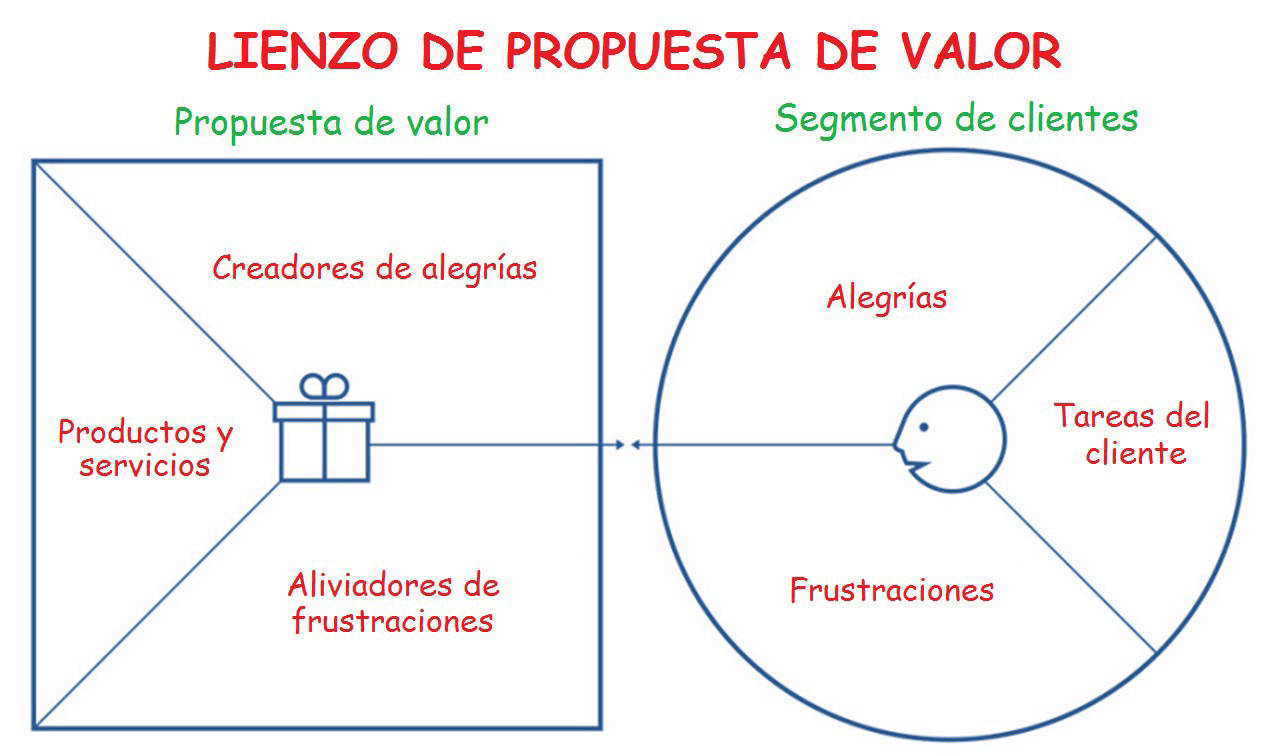 LIENZO DE PROPUESTA DE VALOR
Propuesta de valor
Segmento de clientes
Creadores de alegrías
Productos y
servicios
Aliviadores de
frustraciones
Alegrías
Tareas del
cliente
Frustraciones